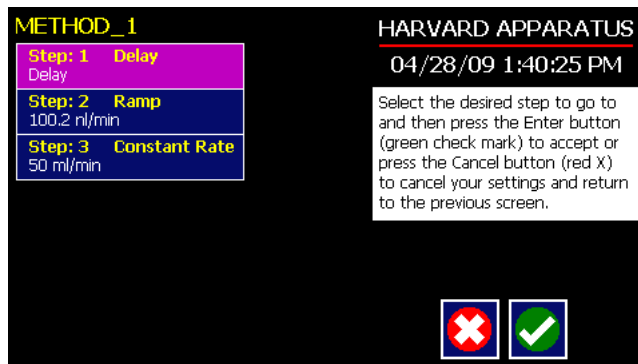 METHOD_1
Step: 1 Delay
Delay
Step: 2 Ramp
100.2 nl/min
Step: 3 Constant Rate
50 ml/min
HARVARD APPARATUS
04/28/09 1:40:25 PM
Select the desired step to go to
and then press the Enter button
(green check mark) to accept or
press the Cancel button (red X)
to cancel your settings and return
to the previous screen.